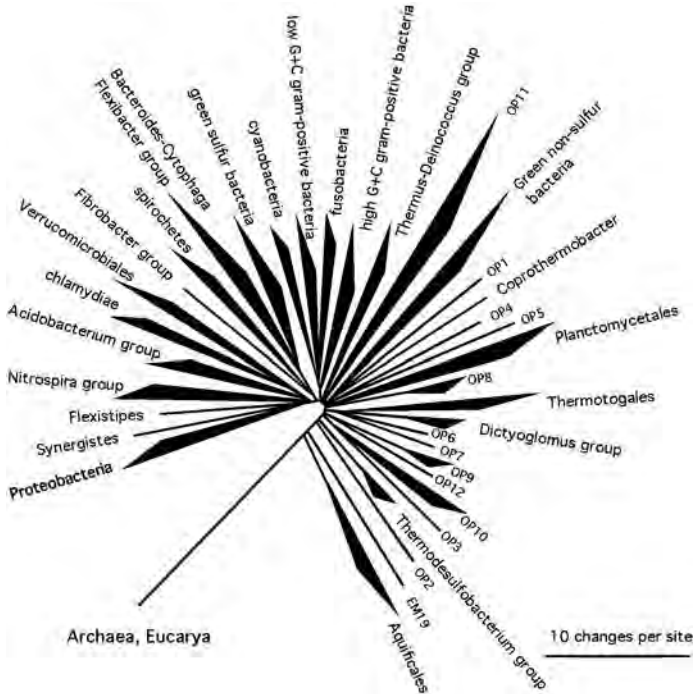 Proteobacteria
Synergistes
Flexistipes
Nitrospira group
Acidobacterium group
chlamydiae
Verrucomicrobiales
Fibrobacter group
spirochetes
Bacteroides-Cytophaga
Flexibacter group
green sulfur bacteria
cyanobacteria
low G+C gram-positive bacteria
fusobacteria
high G+C gram-positive bacteria
Thermus-Deinococcus group
OP11
Green non-sulfur
bacteria
OP1
Coprothermobacter
OP4
OP5
Planctomycetales
OP8
Thermotogales
Dictyoglomus group
OP6
OP7
OP9
OP12
OP10
OP3
Thermodesulfobacterium group
OP2
EM19
Aquificales
Archaea, Eucarya
10 changes per site